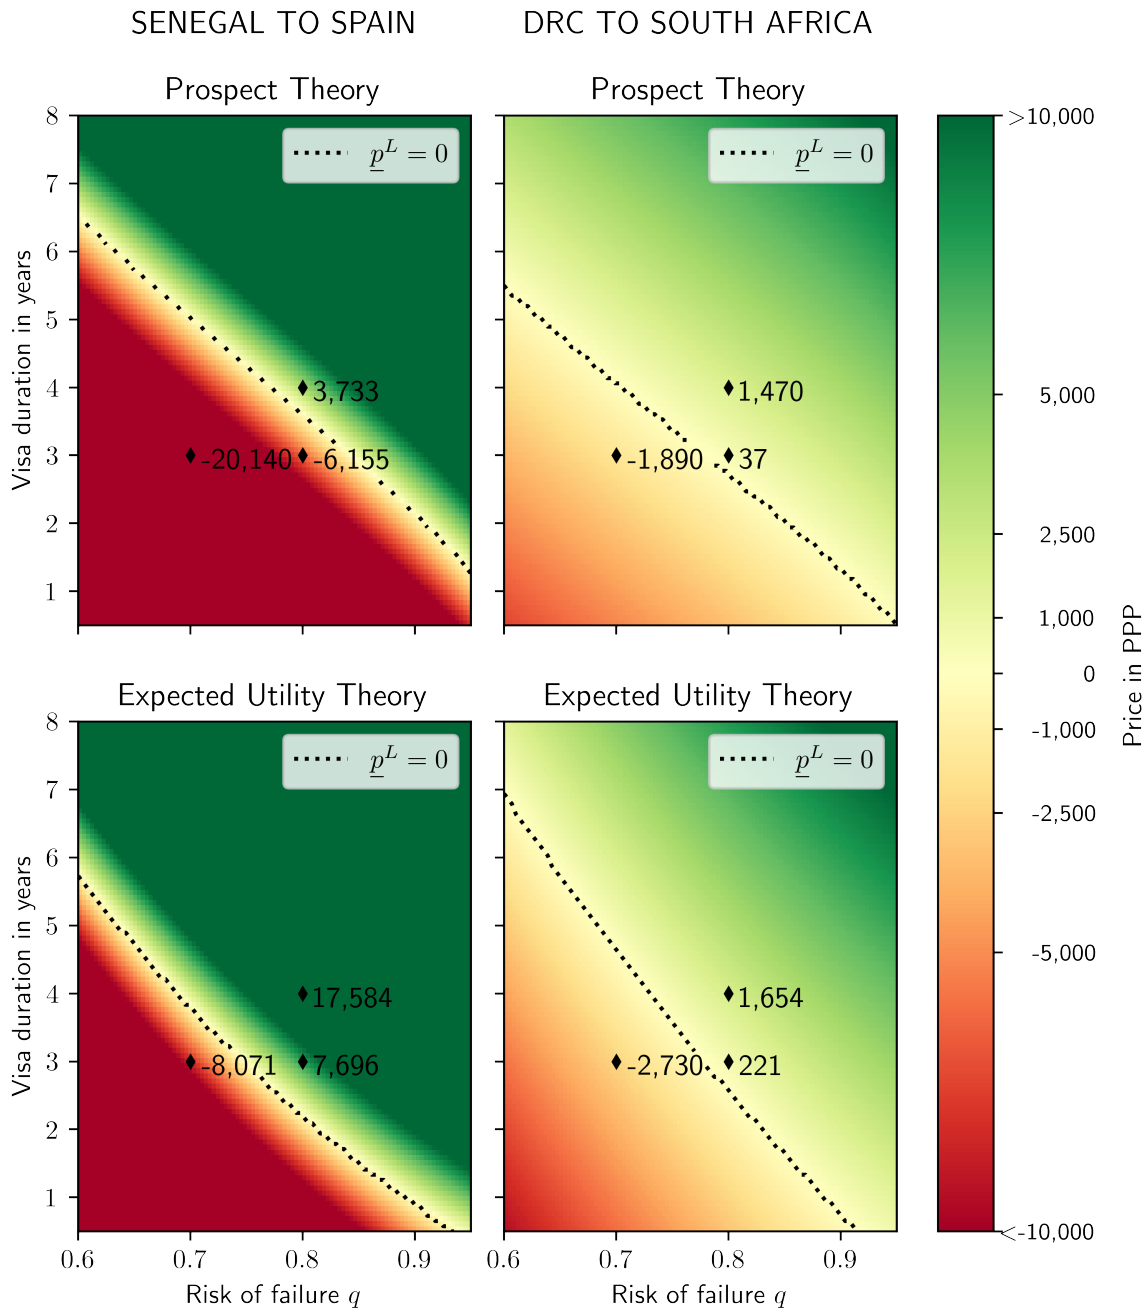 SENEGAL TO SPAIN
DRC TO SOUTH AFRICA
Prospect Theory
Prospect Theory
8
7
6
5
4
3
2
1
Visa duration in years
p^L = 0
3,733
-20,140
-6,155
p^L = 0
1,470
-1,890
37
Expected Utility Theory
Expected Utility Theory
8
7
6
5
4
3
2
1
Visa duration in years
p^L = 0
17,584
-8,071
7,696
p^L = 0
1,654
-2,730
221
0.6 0.7 0.8 0.9
Risk of failure q
0.6 0.7 0.8 0.9
Risk of failure q
>10,000
5,000
2,500
1,000
0
-1,000
-2,500
-5,000
<-10,000
Price in PPP